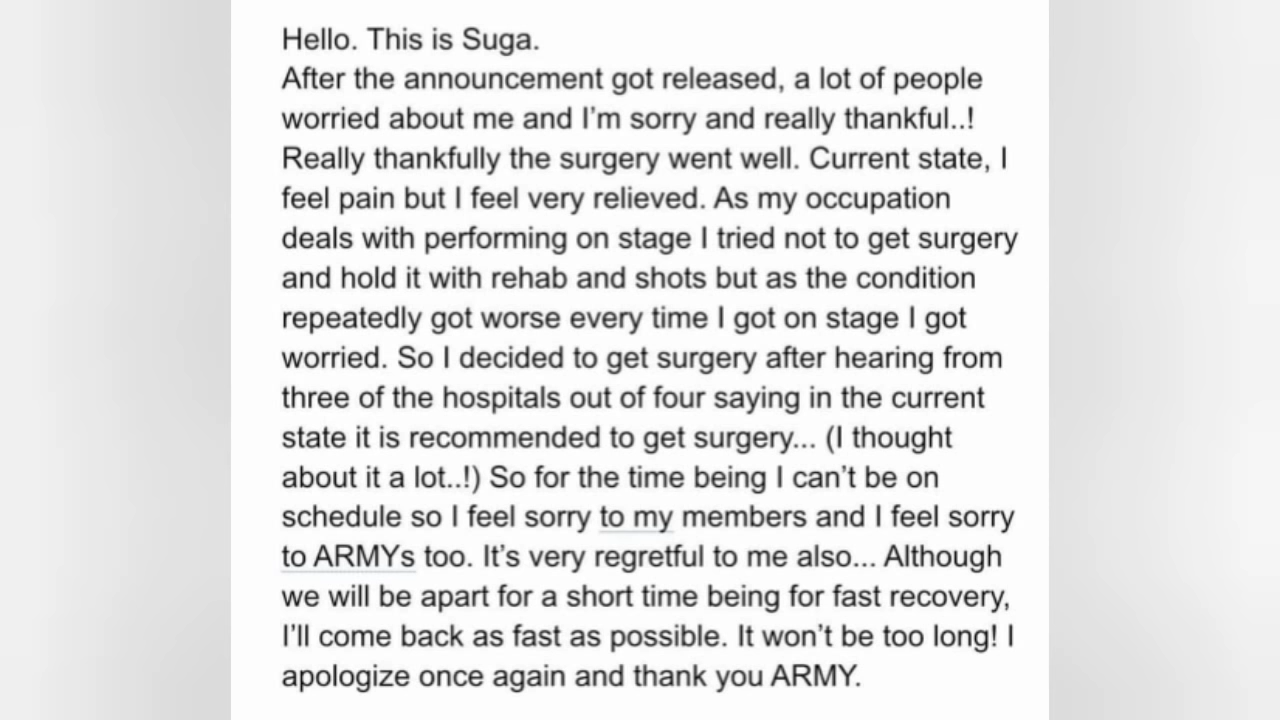 Hello. This is Suga.
After the announcement got released, a lot of people
worried about me and I'm sorry and really thankful..!
Really thankfully the surgery went well. Current state, I
feel pain but I feel very relieved. As my occupation
deals with performing on stage I tried not to get surgery
and hold it with rehab and shots but as the condition
repeatedly got worse every time I got on stage I got
worried. So I decided to get surgery after hearing from
three of the hospitals out of four saying in the current
state it is recommended to get surgery... (I thought
about it a lot..!) So for the time being I can't be on
schedule so I feel sorry to my members and I feel sorry
to ARMYs too. It's very regretful to me also... Although
we will be apart for a short time being for fast recovery,
I'll come back as fast as possible. It won't be too long! I
apologize once again and thank you ARMY.